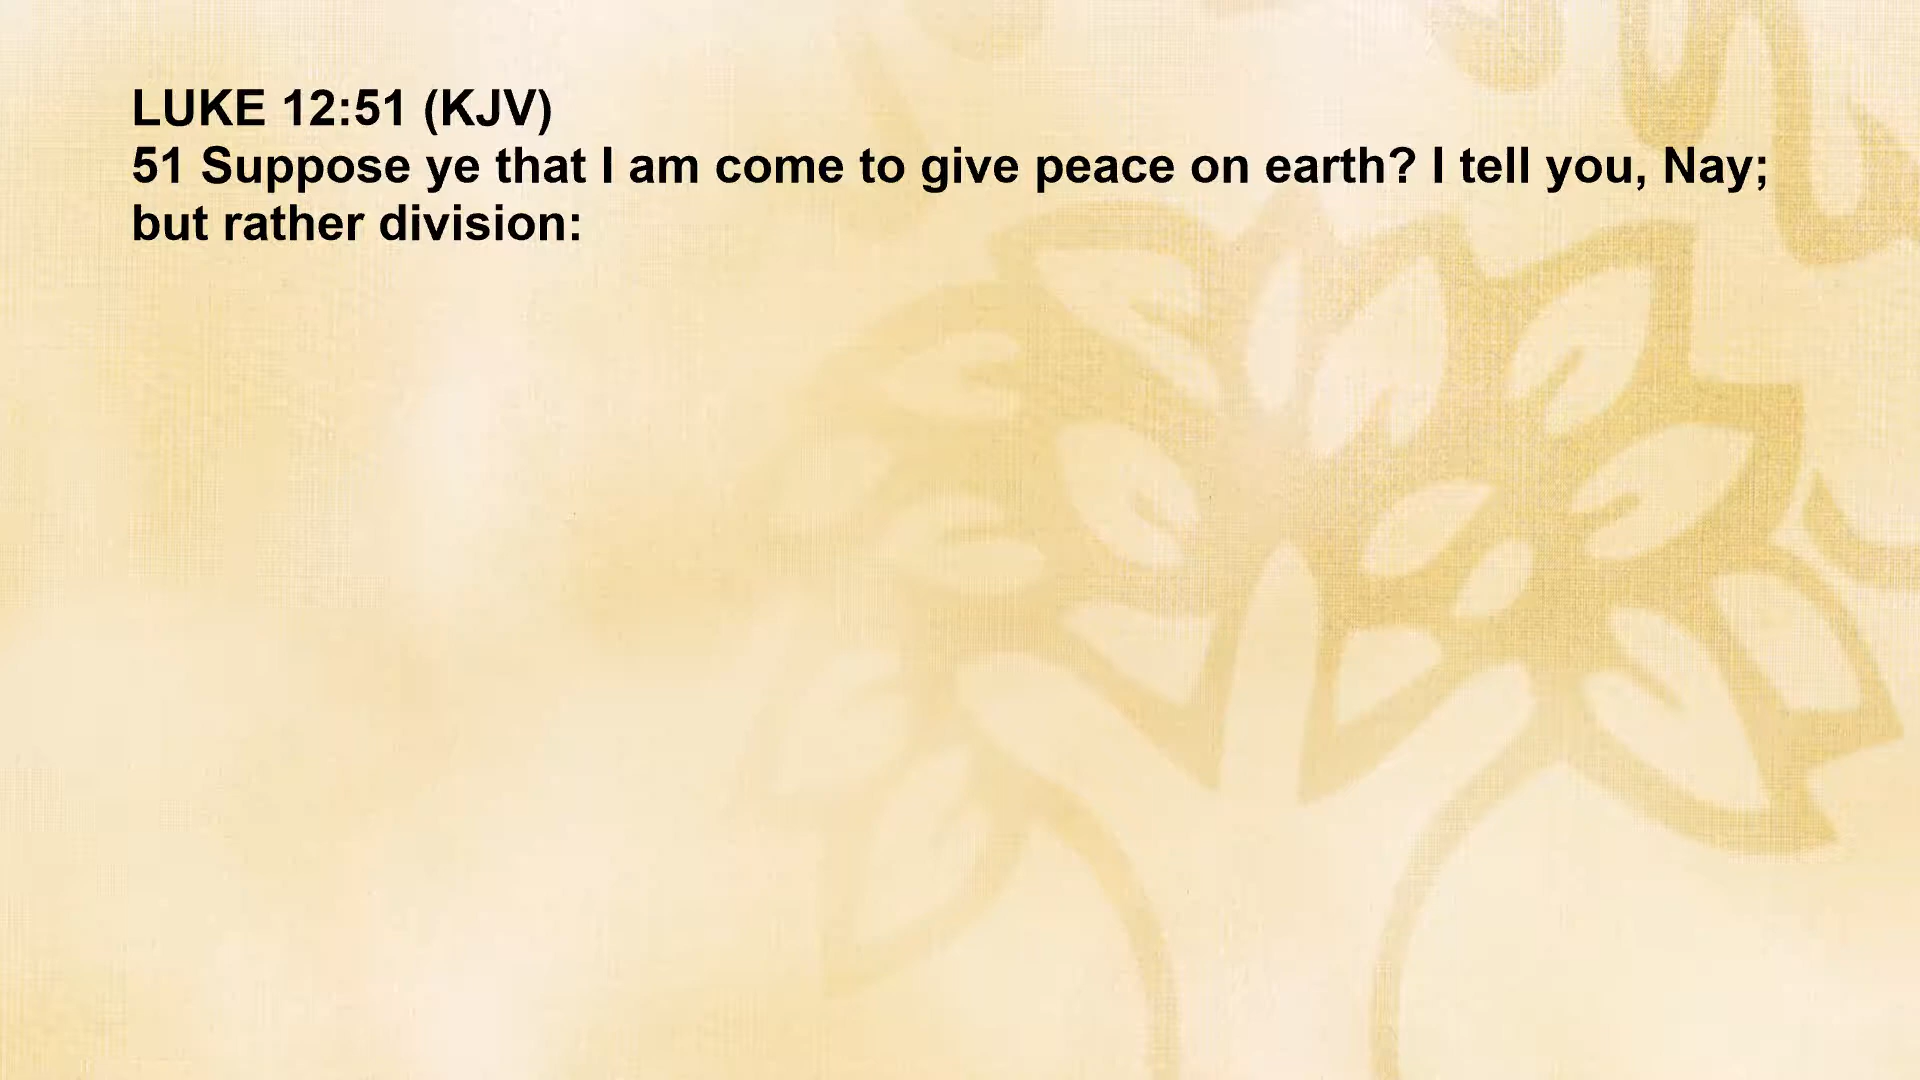 LUKE 12:51 (KJV)
51 Suppose ye that I am come to give peace on earth? I tell you, Nay;
but rather division: